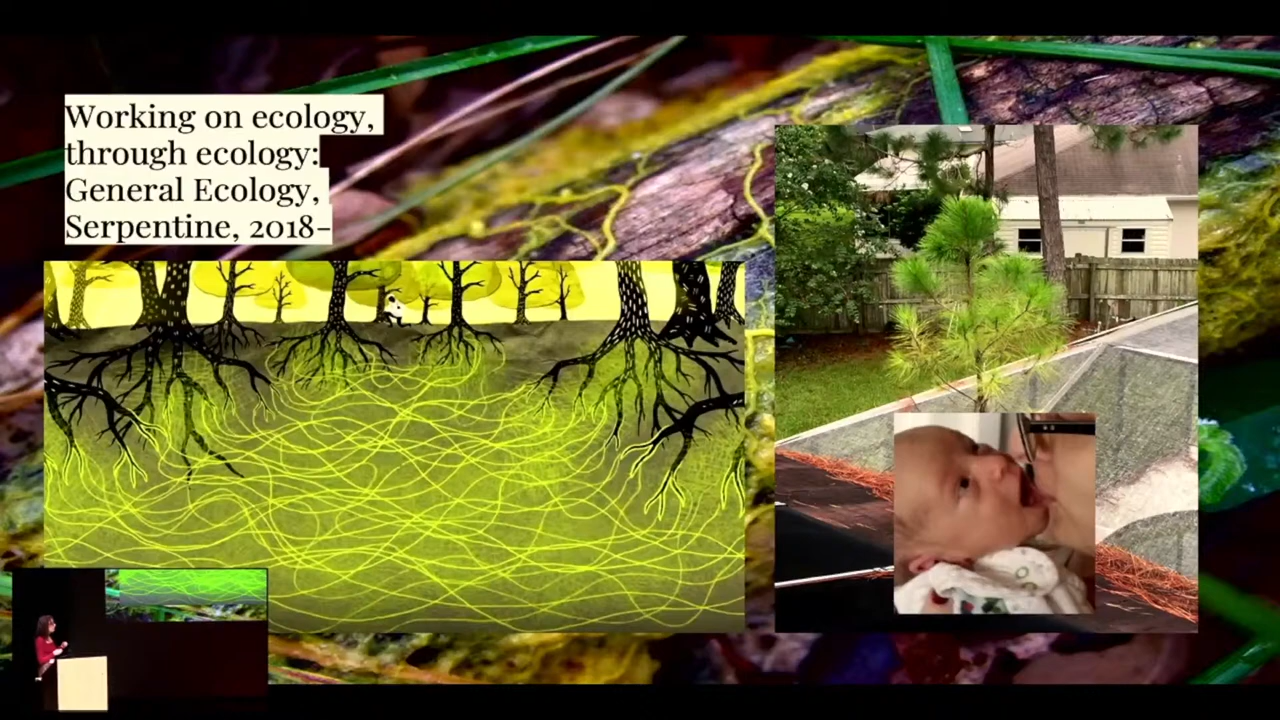 Working on ecology,
through ecology:
General Ecology,
Serpentine, 2018-